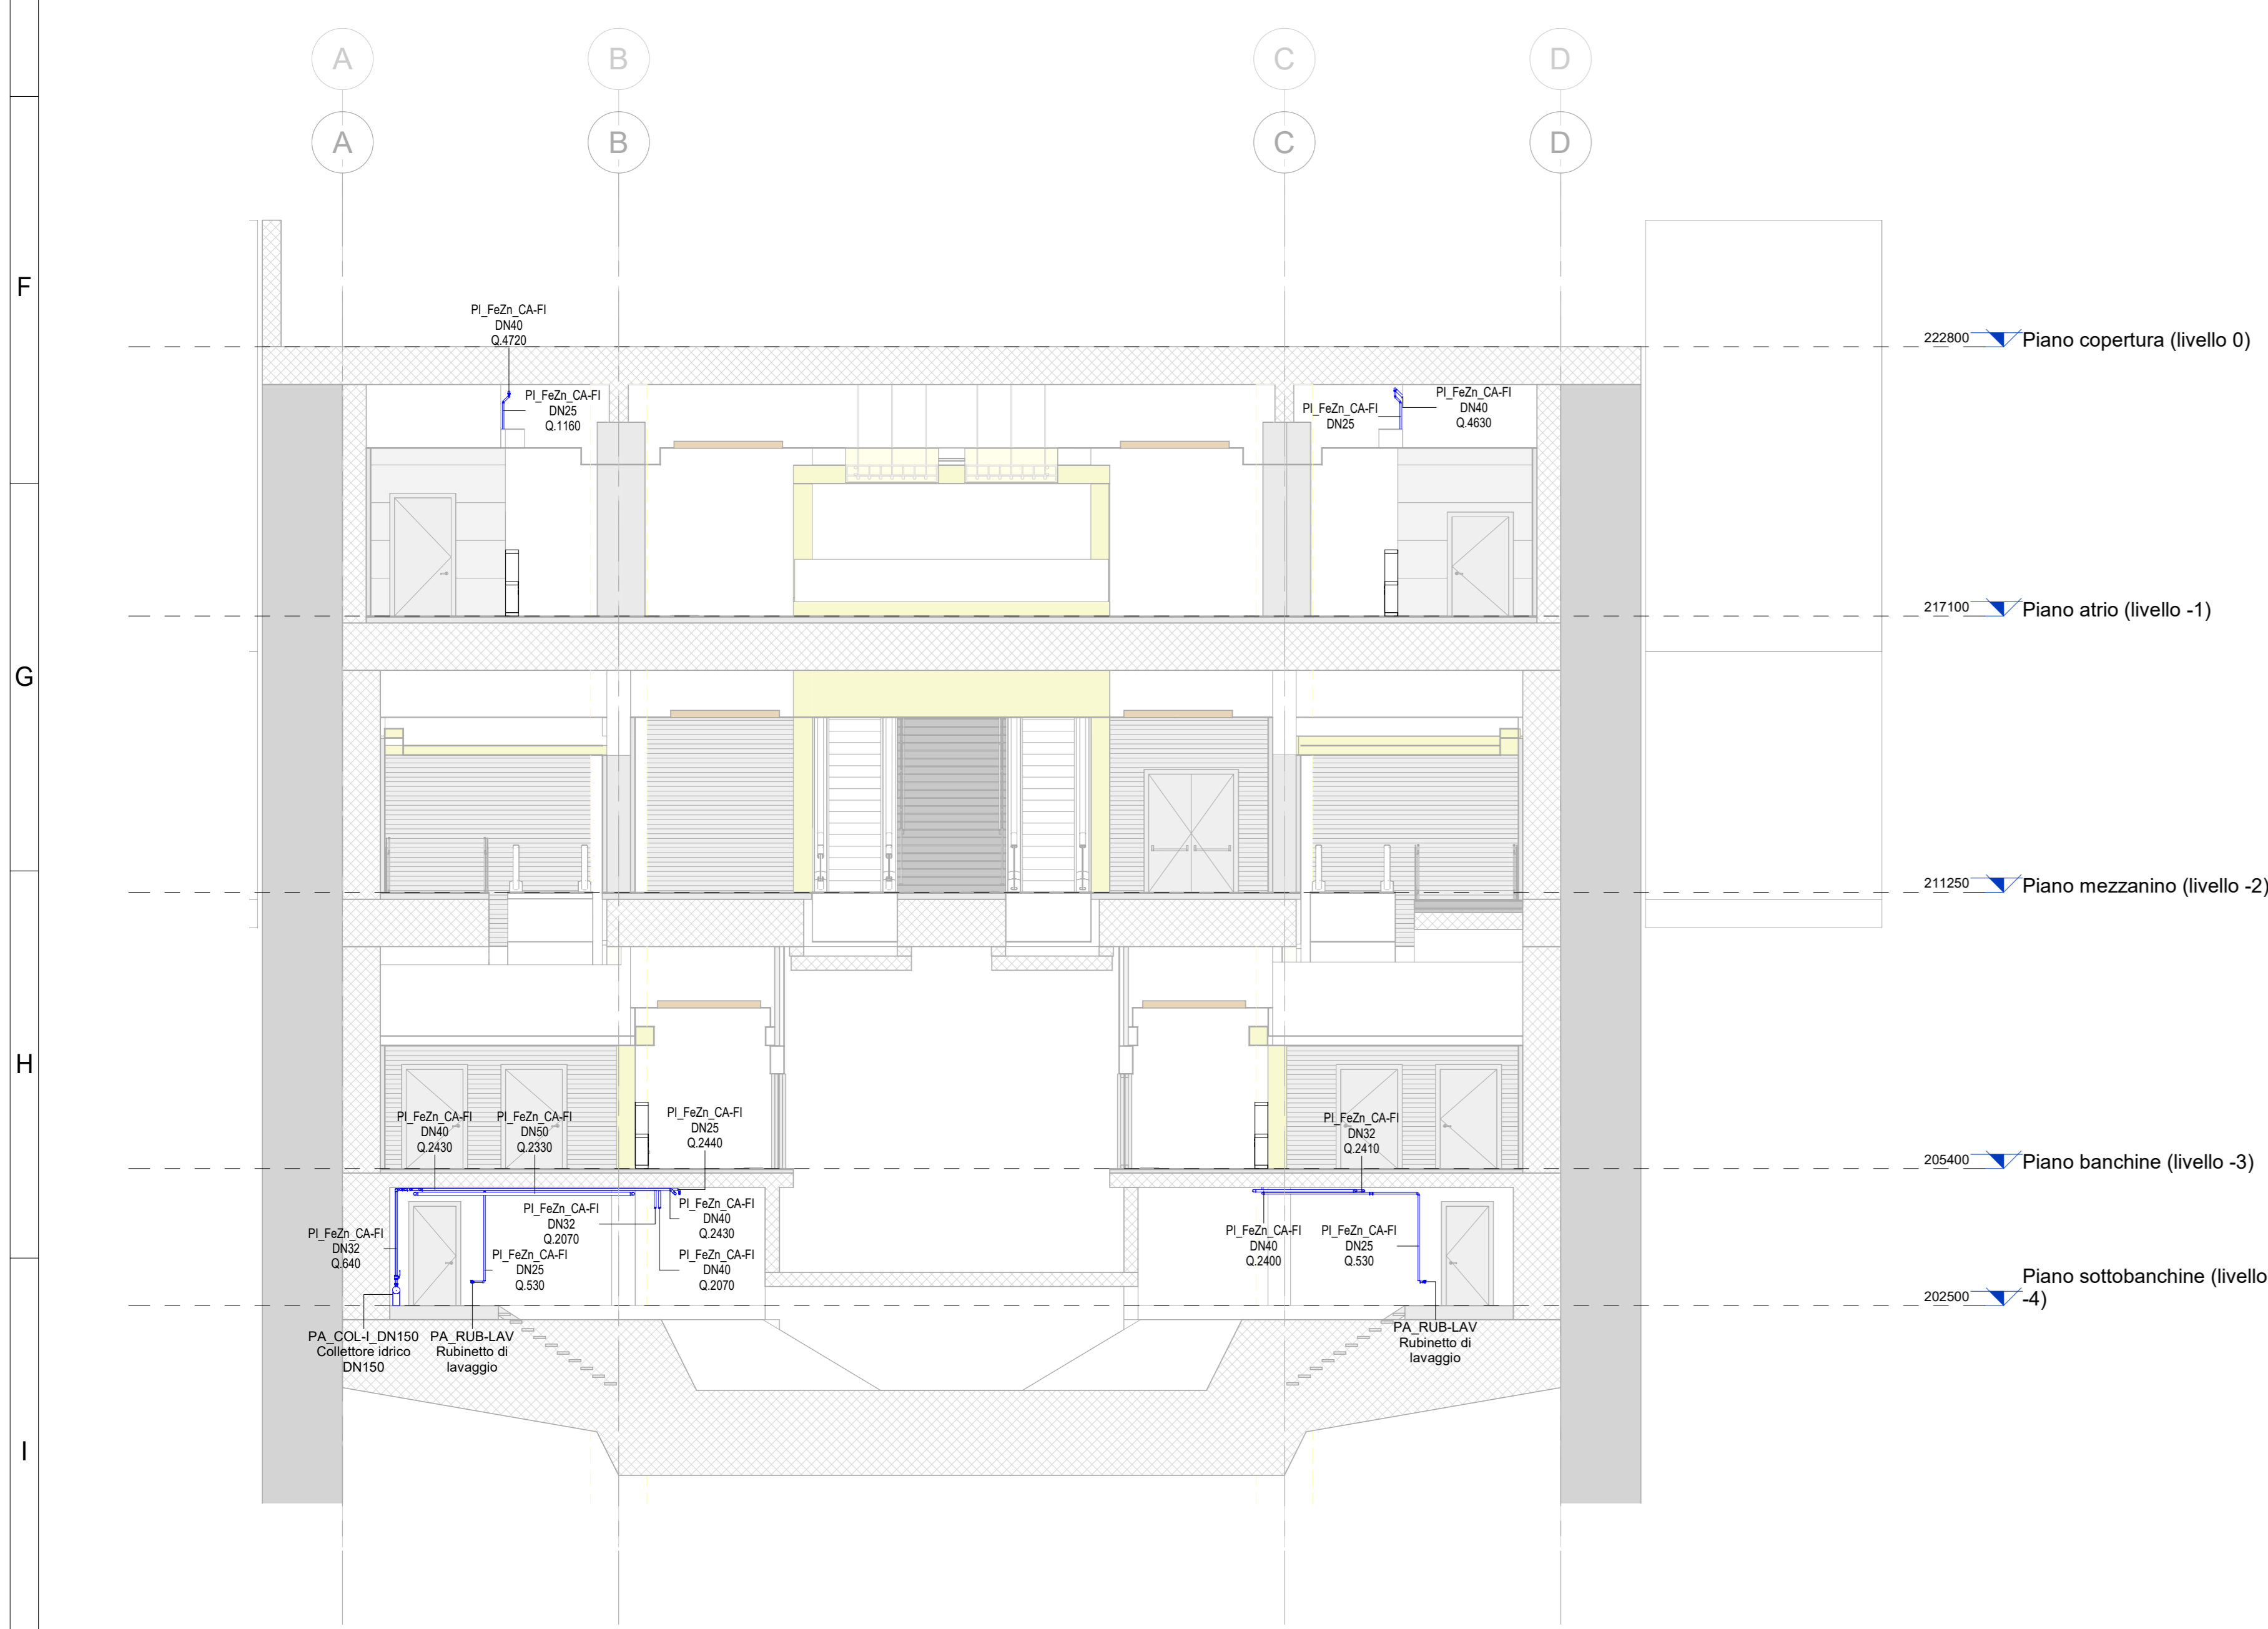 A
B
C
D
A
B
C
D
F
G
H
I
PI_FeZn_CA-FI
DN40
Q.4720
PI_FeZn_CA-FI
DN25
Q.1160
PI_FeZn_CA-FI
DN25
PI_FeZn_CA-FI
DN40
Q.4630
222800
Piano copertura (livello 0)
217100
Piano atrio (livello -1)
211250
Piano mezzanino (livello -2)
PI_FeZn_CA-FI
DN40
Q.2430
PI_FeZn_CA-FI
DN50
Q.2330
PI_FeZn_CA-FI
DN25
Q.2440
PI_FeZn_CA-FI
DN32
Q.2410
205400
Piano banchine (livello -3)
PI_FeZn_CA-FI
DN32
Q.640
PI_FeZn_CA-FI
DN32
Q.2070
PI_FeZn_CA-FI
DN25
Q.530
PI_FeZn_CA-FI
DN40
Q.2430
PI_FeZn_CA-FI
DN40
Q.2070
PI_FeZn_CA-FI
DN40
Q.2400
PI_FeZn_CA-FI
DN25
Q.530
202500
Piano sottobanchine (livello
-4)
PA_COL-I_DN150
Collettore idrico
DN150
PA_RUB-LAV
Rubinetto di
lavaggio
PA_RUB-LAV
Rubinetto di
lavaggio